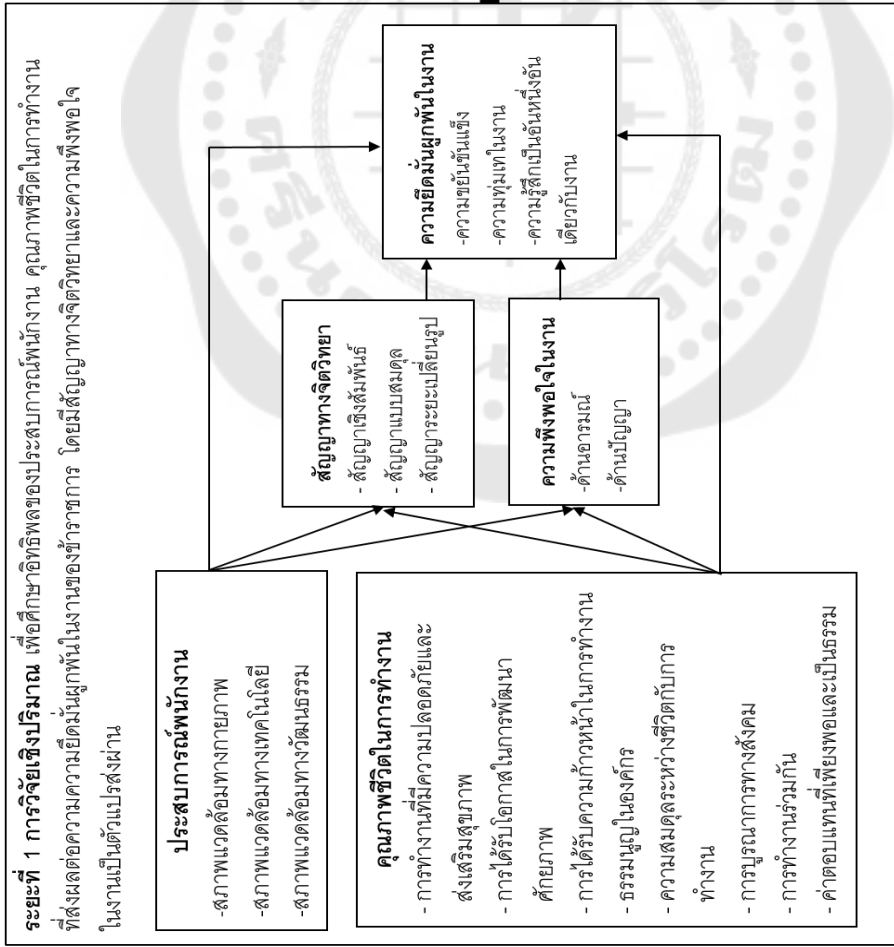 ระยะที่ 1 การวิจัยเชิงปริมาณ เพื่อศึกษาอิทธิพลของประสบการณ์พนักงาน คุณภาพชีวิตในการทำงาน
ที่ส่งผลต่อความความยึดมั่นผูกพันในงานของข้าราชการ โดยมีสัญญาทางจิตวิทยาและความพึงพอใจ
ในงานเป็นตัวแปรส่งผ่าน
ประสบการณ์พนักงาน
-สภาพแวดล้อมทางกายภาพ
-สภาพแวดล้อมทางเทคโนโลยี
-สภาพแวดล้อมทางวัฒนธรรม
คุณภาพชีวิตในการทำงาน
- การทำงานที่มีความปลอดภัยและ
ส่งเสริมสุขภาพ
- การได้รับโอกาสในการพัฒนา
ศักยภาพ
- การได้รับความก้าวหน้าในการทำงาน
- ธรรมนูญในองค์กร
- ความสมดุลระหว่างชีวิตกับการ
ทำงาน
- การบูรณาการทางสังคม
- การทำงานร่วมกัน
- ค่าตอบแทนที่เพียงพอและเป็นธรรม
สัญญาทางจิตวิทยา
- สัญญาเชิงสัมพันธ์
- สัญญาแบบสมดุล
- สัญญาระยะเปลี่ยนรูป
ความพึงพอใจในงาน
-ด้านอารมณ์
-ด้านปัญญา
ความยึดมั่นผูกพันในงาน
-ความขยันขันแข็ง
-ความทุ่มเทในงาน
-ความรู้สึกเป็นอันหนึ่งอัน
เดียวกับงาน